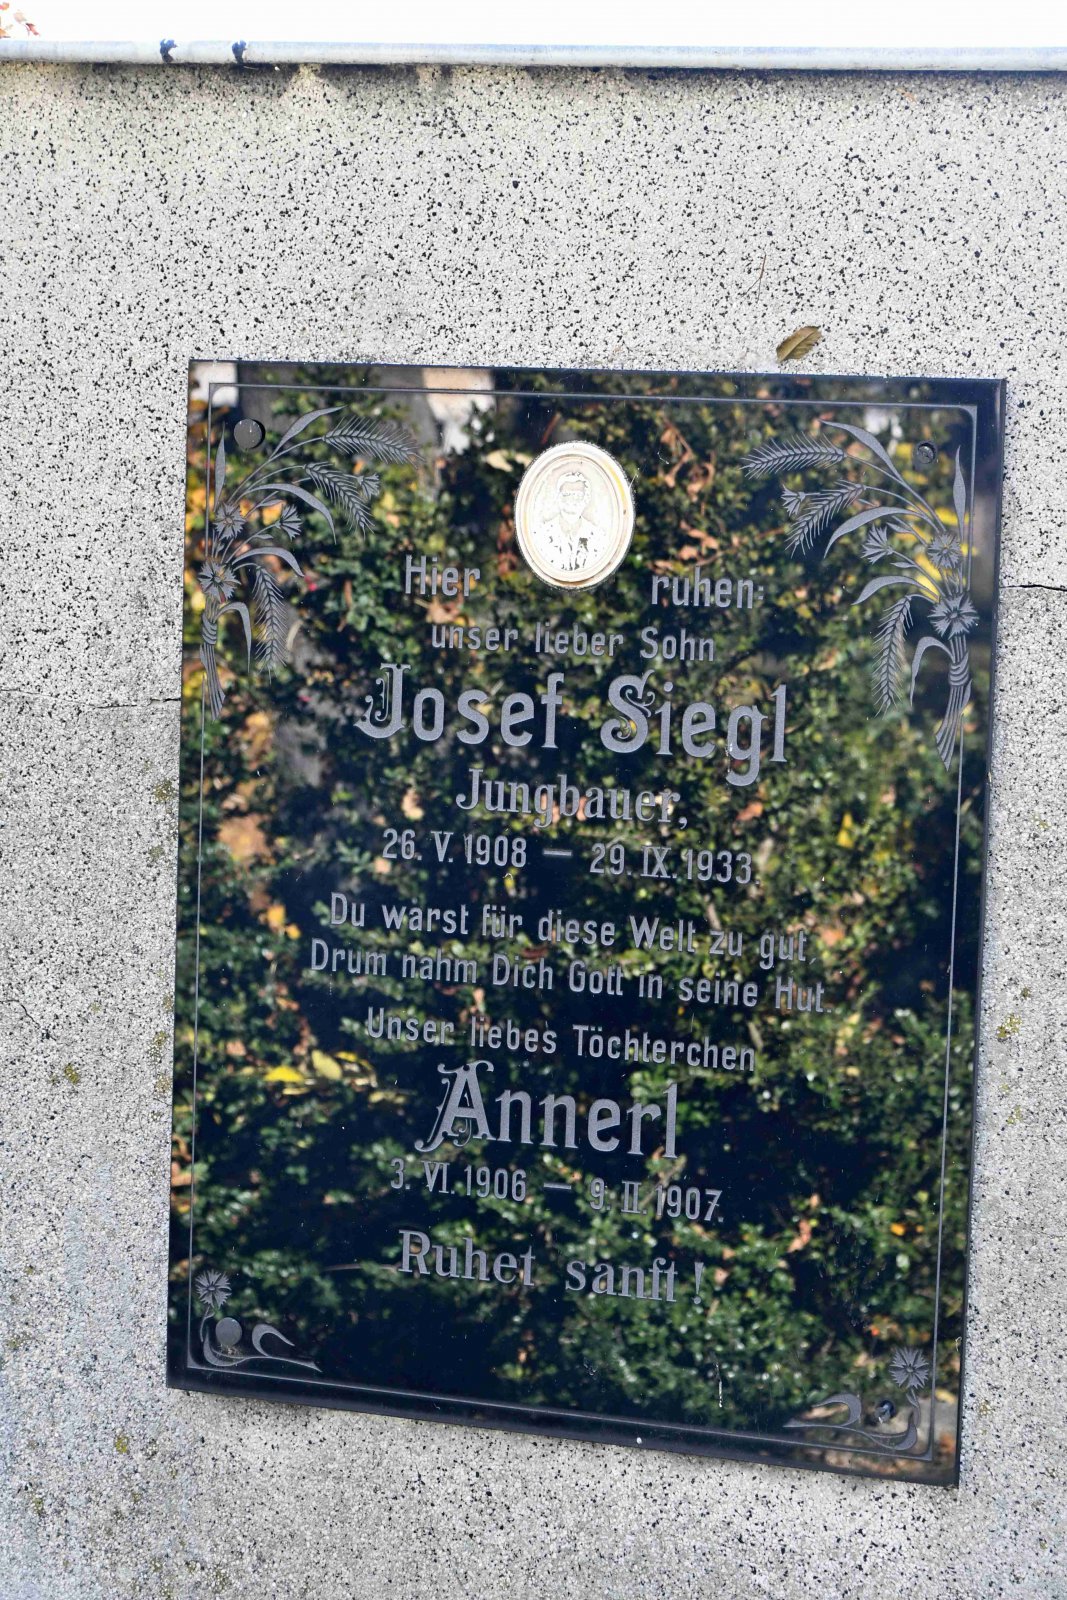 Hier ruhen:
unser lieber Sohn
Josef Siegl
Jungbauer,
26. V. 1908 — 29. IX. 1933.
Du warst für diese Welt zu gut,
Drum nahm Dich Gott in seine Hut.
Unser liebes Töchterchen
Annerl
3. VI. 1906 — 9. II. 1907.
Ruhet sanft!